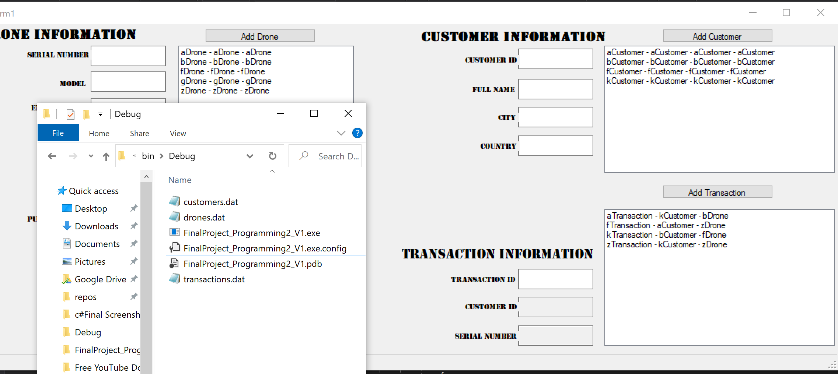 rm1
ONE INFORMATION
Add Drone
SERIAL NUMBER
MODEL
aDrone - aDrone - aDrone
bDrone - bDrone - bDrone
fDrone - fDrone - fDrone
gDrone - gDrone - gDrone
zDrone - zDrone - zDrone
CUSTOMER INFORMATION
Add Customer
CUSTOMER ID
FULL NAME
CITY
COUNTRY
aCustomer - aCustomer - aCustomer - aCustomer
bCustomer - bCustomer - bCustomer - bCustomer
fCustomer - fCustomer - fCustomer - fCustomer
kCustomer - kCustomer - kCustomer - kCustomer
Debug
File
Home
Share
View
bin
Debug
Search D...
Name
Quick access
Desktop
Downloads
Documents
Pictures
Google Drive
repos
c#Final Screensh
Debug
FinalProject_Prog
Free YouTube Do
customers.dat
drones.dat
FinalProject_Programming2_V1.exe
FinalProject_Programming2_V1.exe.config
FinalProject_Programming2_V1.pdb
transactions.dat
PU
Add Transaction
TRANSACTION INFORMATION
TRANSACTION ID
CUSTOMER ID
SERIAL NUMBER
aTransaction - kCustomer - bDrone
fTransaction - aCustomer - zDrone
kTransaction - bCustomer - fDrone
zTransaction - kCustomer - zDrone